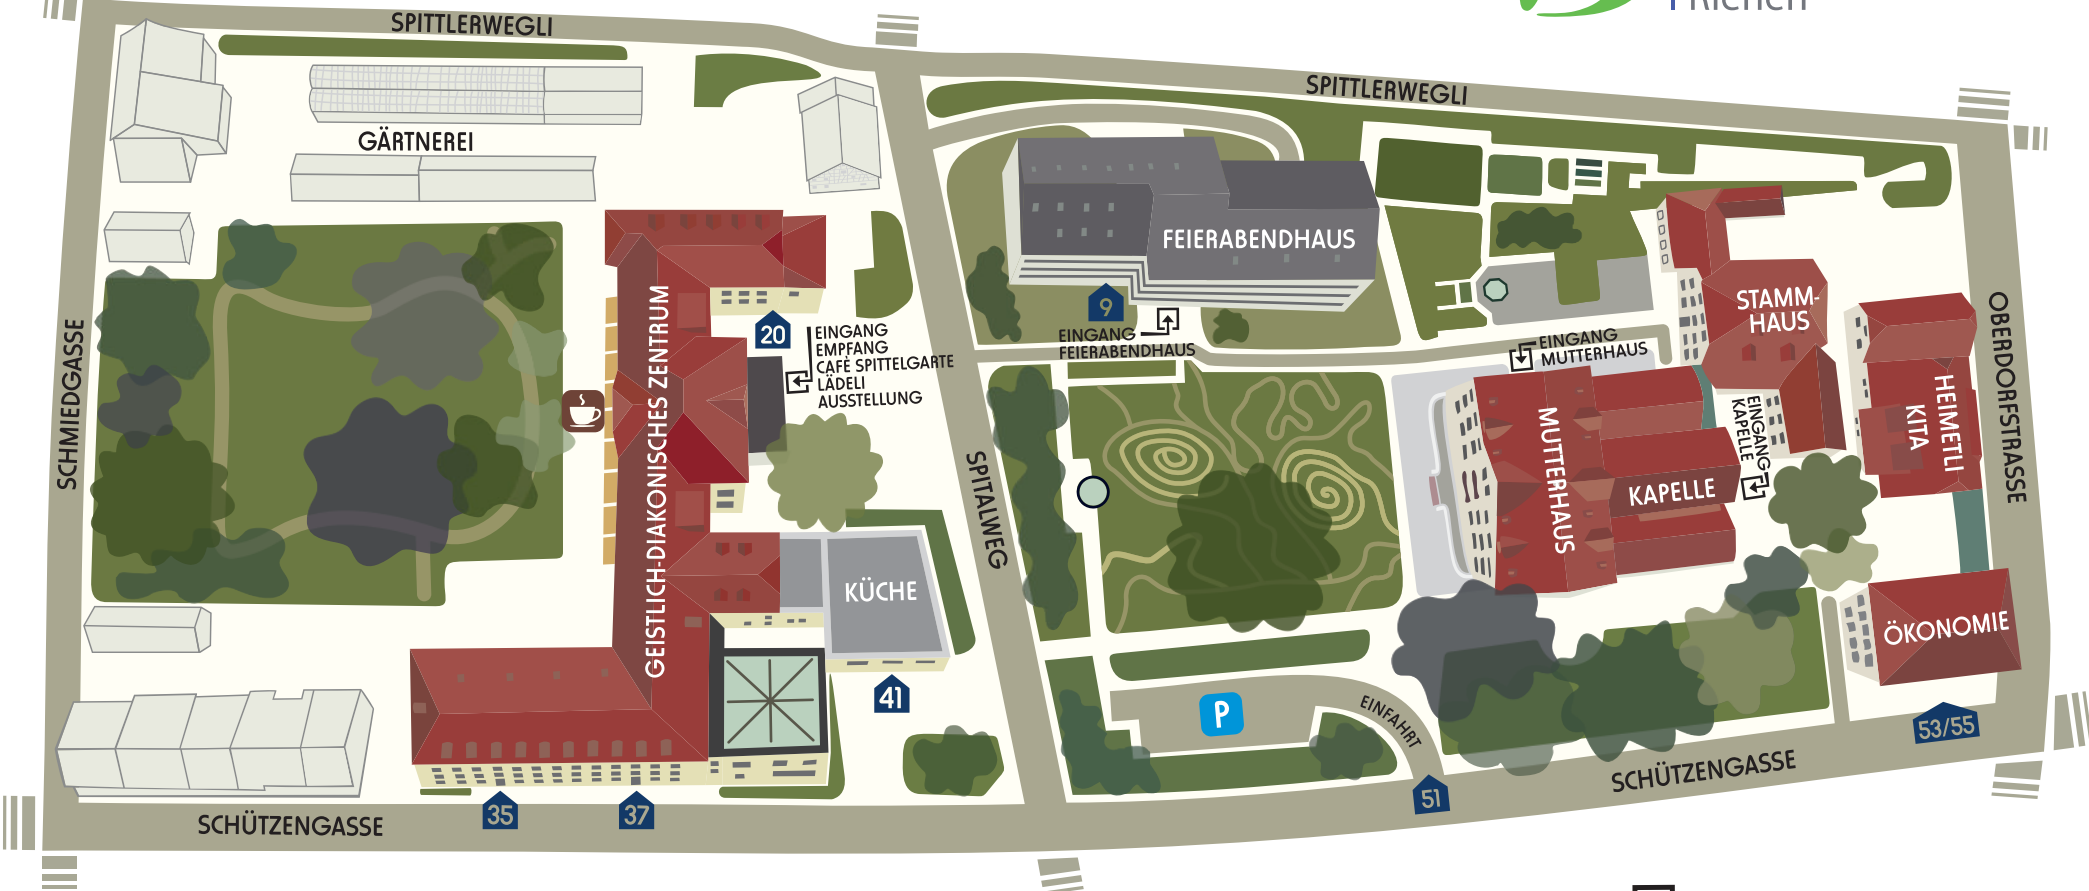 Riehen
SPITTLERWEGLI
SPITTLERWEGLI
GÄRTNEREI
FEIERABENDHAUS
9
EINGANG
FEIERABENDHAUS
STAMM-
HAUS
20
EINGANG
EMPFANG
CAFÉ SPITTELGARTE
LÄDELI
AUSSTELLUNG
EINGANG
MUTTERHAUS
SCHMIEDGASSE
GEISTLICH-DIAKONISCHES ZENTRUM
SPITALWEG
MUTTERHAUS
KAPELLE
EINGANG
KAPELLE
HEIMETLI
KITA
OBERDORFSTRASSE
KÜCHE
41
ÖKONOMIE
P
EINFAHRT
53/55
51
35
37
SCHÜTZENGASSE
SCHÜTZENGASSE